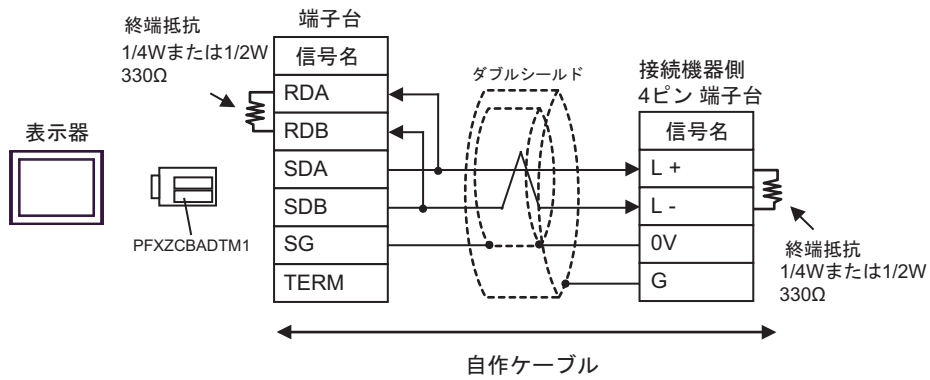 終端抵抗
1/4Wまたは1/2W
330Ω
端子台
信号名
RDA
RDB
SDA
SDB
SG
TERM
表示器
PFXZCBADTM1
ダブルシールド
接続機器側
4ピン 端子台
信号名
L +
L -
0V
G
終端抵抗
1/4Wまたは1/2W
330Ω
自作ケーブル